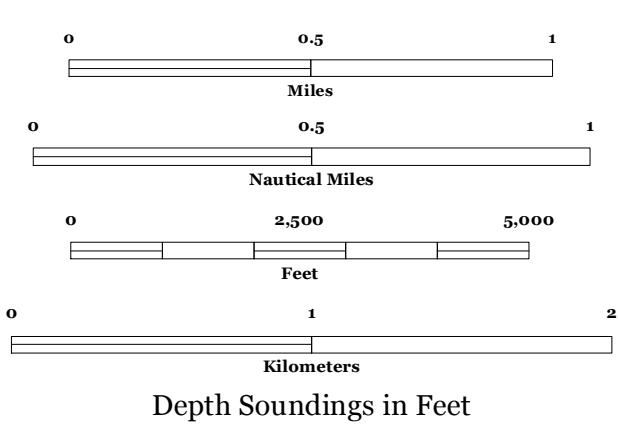 0 0.5 1
Miles
0 0.5 1
Nautical Miles
0 2,500 5,000
Feet
0 1 2
Kilometers
Depth Soundings in Feet